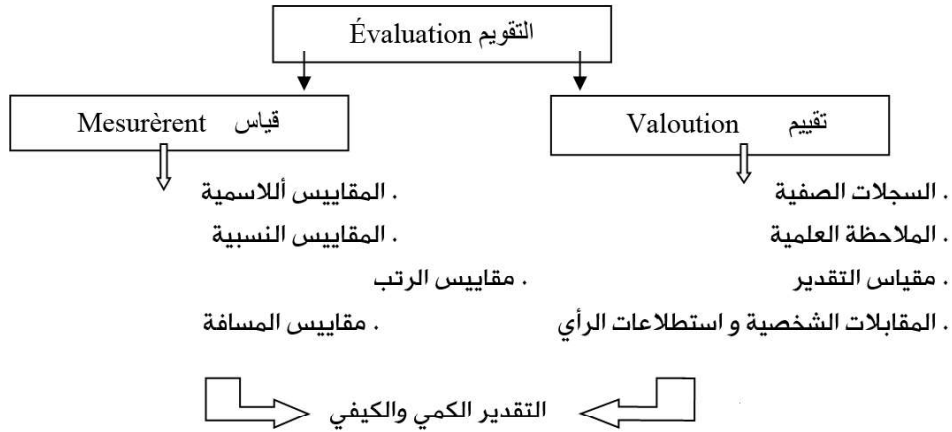 التقويم Évaluation
تقييم Valoution
قياس Mesurèrent
. السجلات الصفية
. المقاييس أللاسمية
. الملاحظة العلمية
. المقاييس النسبية
. مقياس التقدير
. مقاييس الرتب
. المقابلات الشخصية و استطلاعات الرأي
. مقاييس المسافة
التقدير الكمي والكيفي